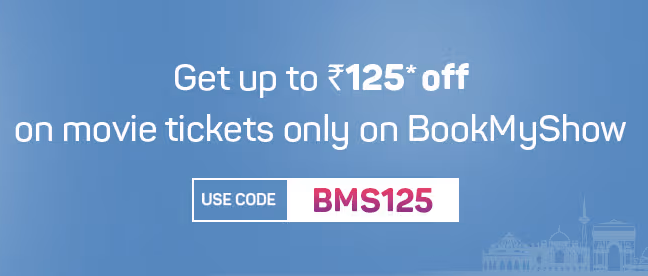 Get up to ₹125* off
on movie tickets only on BookMyShow
USE CODE BMS125